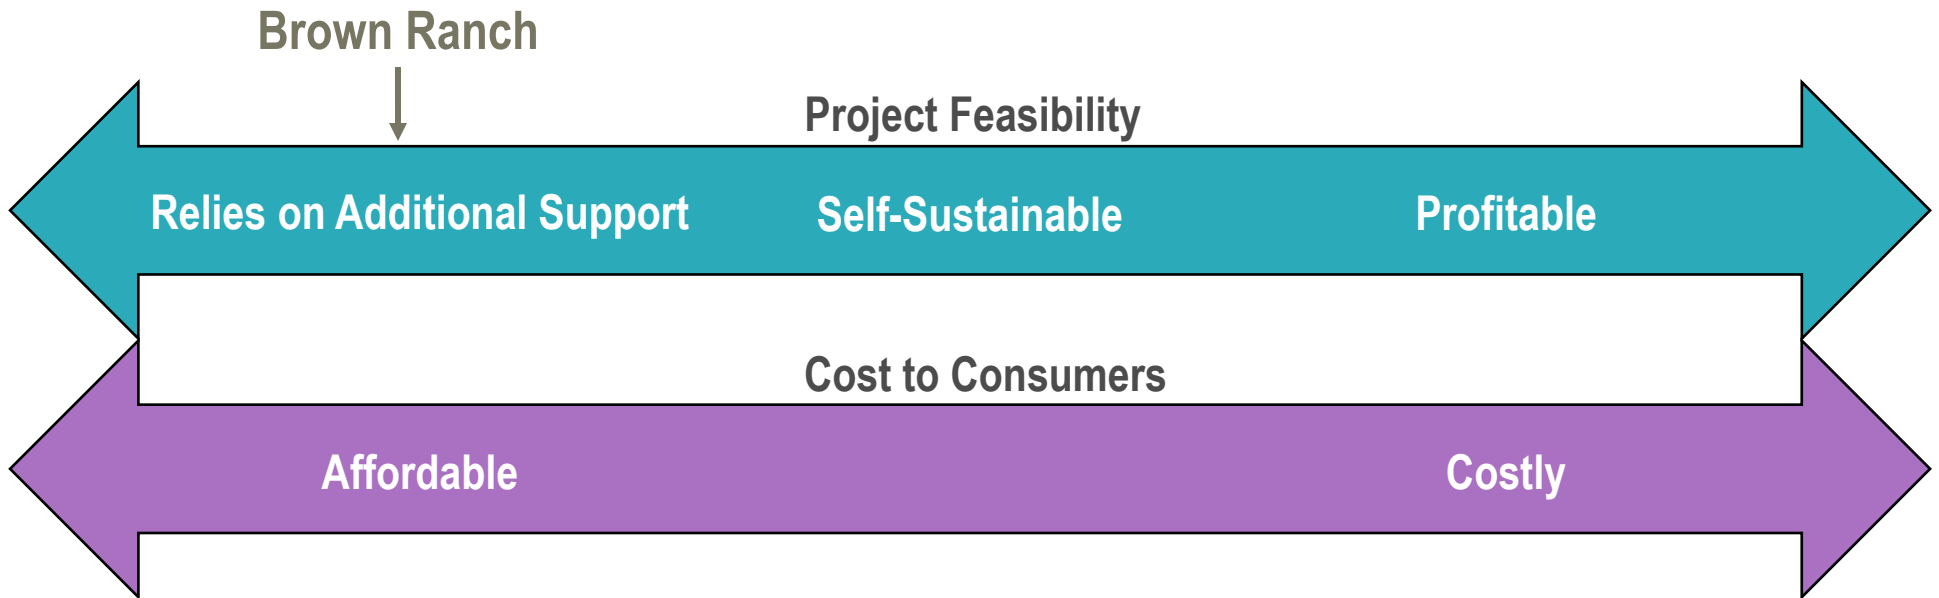 Brown Ranch
Project Feasibility
Relies on Additional Support
Self-Sustainable
Profitable
Cost to Consumers
Affordable
Costly